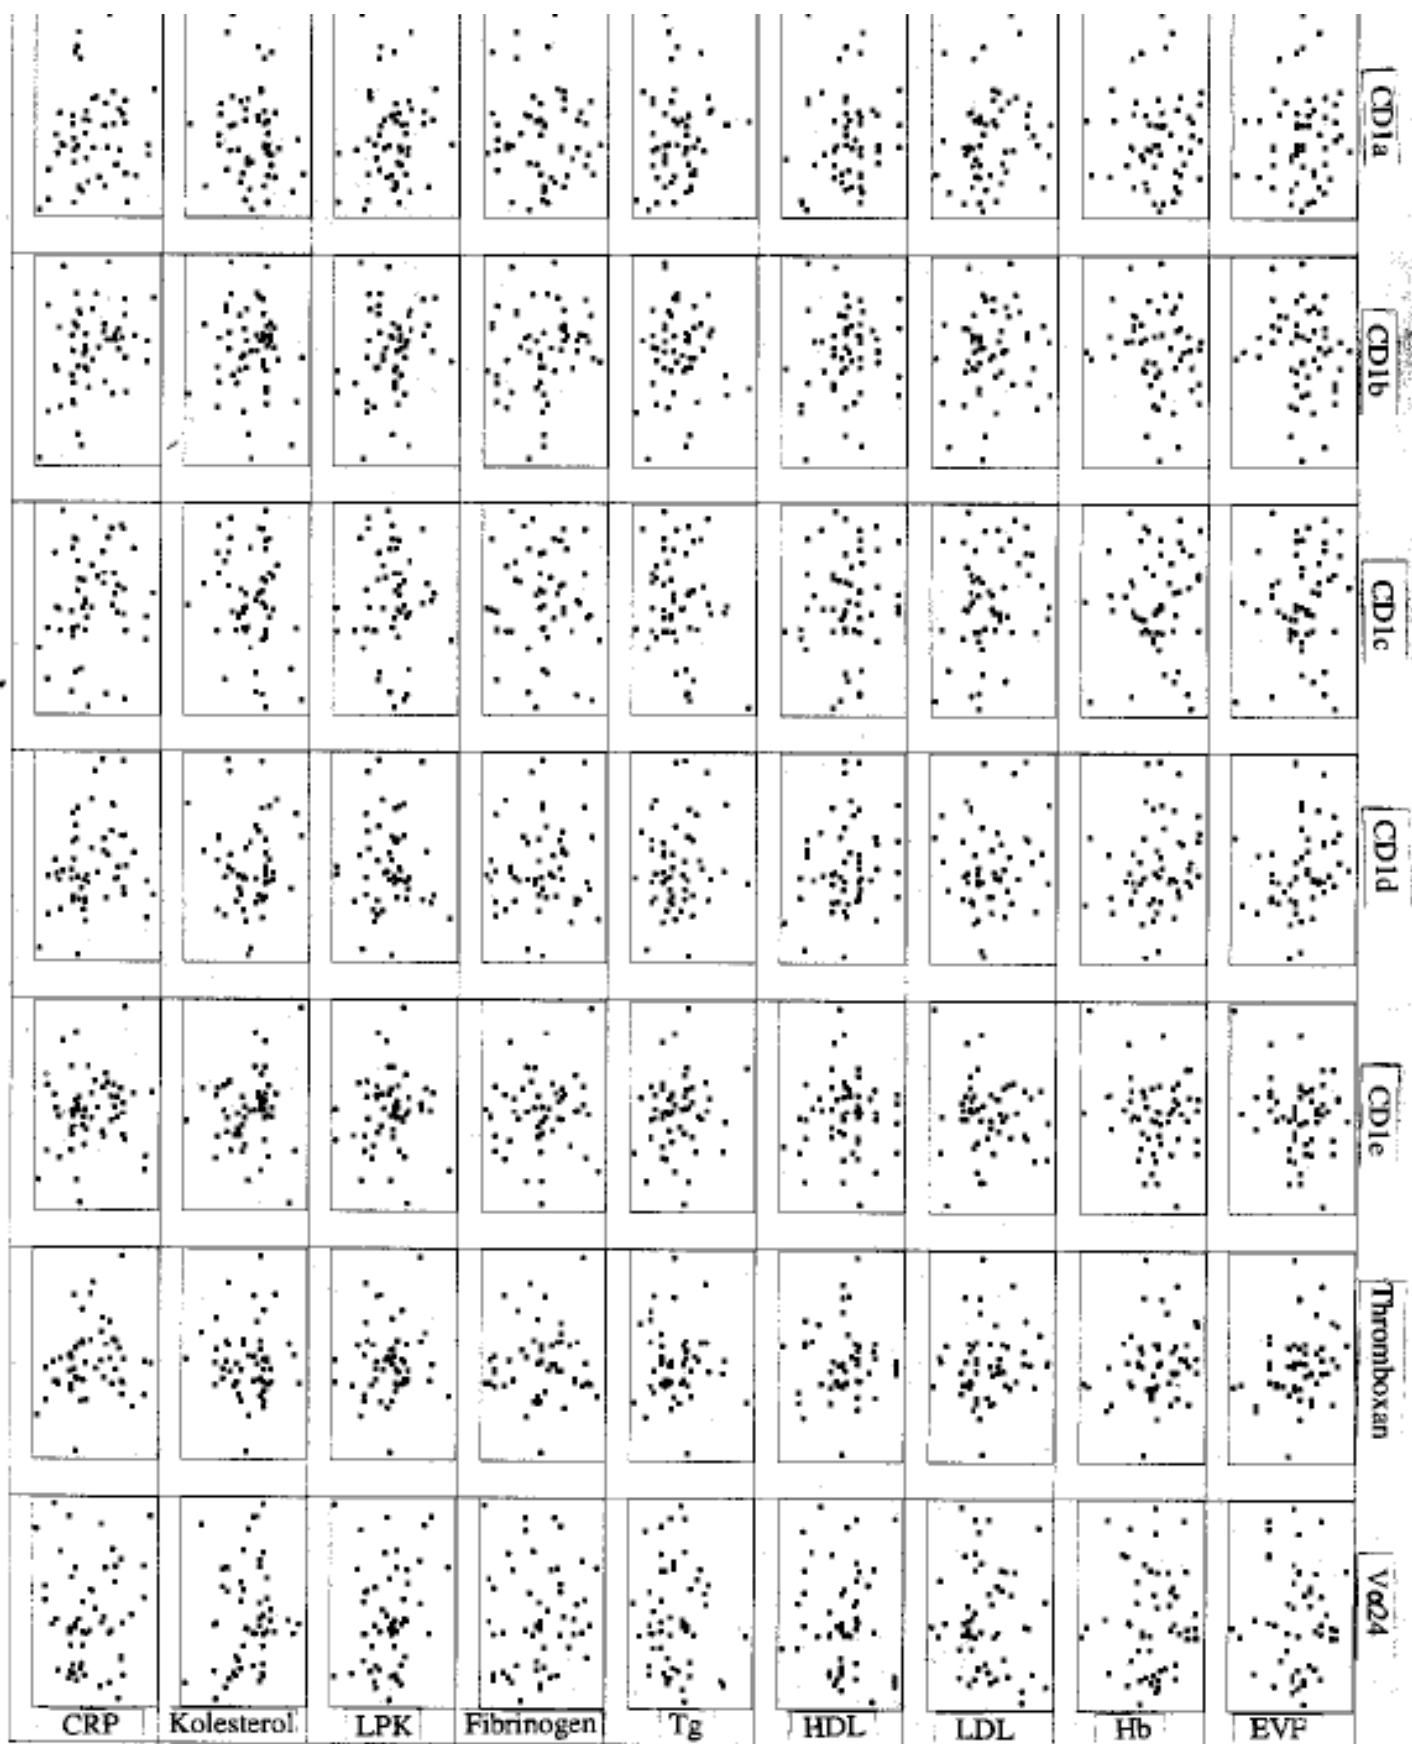 CD1a
CD1b
CD1c
CD1d
CD1e
Thromboxan
Vα24
CRP Kolesterol LPK Fibrinogen Tg HDL LDL Hb EVF